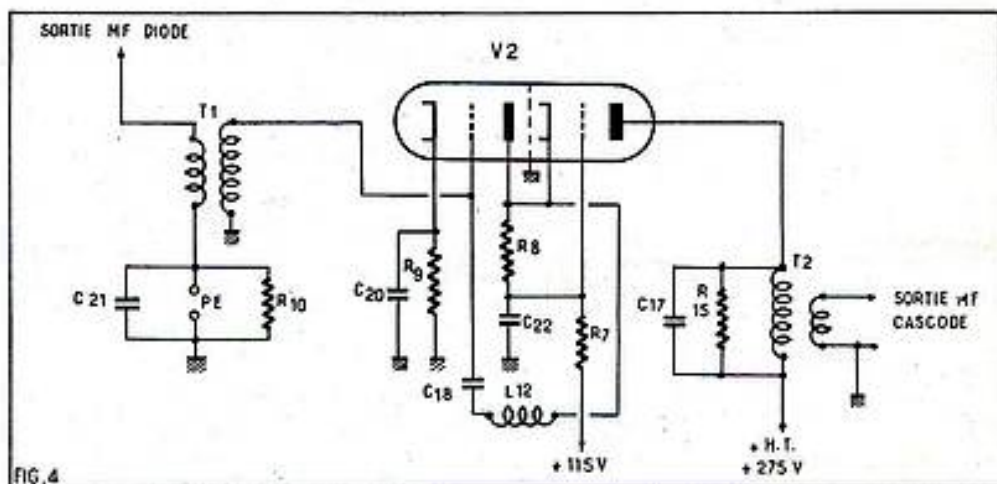 SORTIE MF DIODE
V2
T1
C21
PE
R10
C20
R9
R8
C22
R7
C18
L12
+ 115 V
C17
R
15
T2
SORTIE MF
CASCODE
+ H.T.
+ 275 V
FIG.4